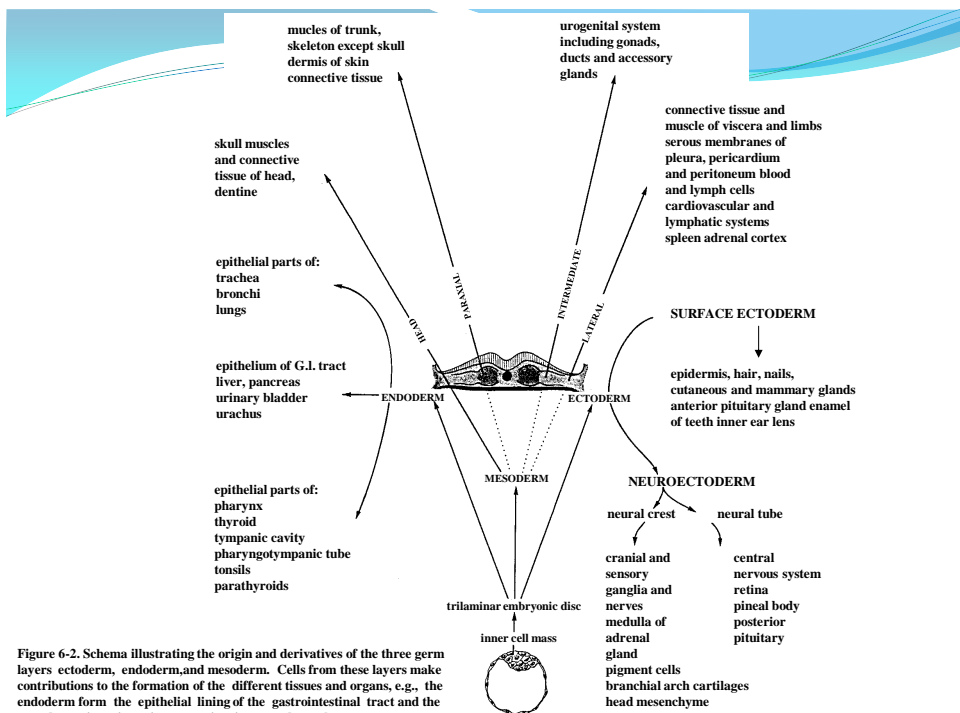 mucles of trunk,
skeleton except skull
dermis of skin
connective tissue
urogenital system
including gonads,
ducts and accessory
glands
connective tissue and
muscle of viscera and limbs
serous membranes of
pleura, pericardium
and peritoneum blood
and lymph cells
cardiovascular and
lymphatic systems
spleen adrenal cortex
skull muscles
and connective
tissue of head,
dentine
epithelial parts of:
trachea
bronchi
lungs
HEAD
PARAXIAL
INTERMEDIATE
LATERAL
SURFACE ECTODERM
epidermis, hair, nails,
cutaneous and mammary glands
anterior pituitary gland enamel
of teeth inner ear lens
epithelium of G.l. tract
liver, pancreas
urinary bladder
urachus
ENDODERM
ECTODERM
MESODERM
NEUROECTODERM
neural crest
neural tube
epithelial parts of:
pharynx
thyroid
tympanic cavity
pharyngotympanic tube
tonsils
parathyroids
cranial and
sensory
ganglia and
nerves
medulla of
adrenal
gland
pigment cells
branchial arch cartilages
head mesenchyme
central
nervous system
retina
pineal body
posterior
pituitary
trilaminar embryonic disc
inner cell mass
Figure 6-2. Schema illustrating the origin and derivatives of the three germ
layers ectoderm, endoderm,and mesoderm. Cells from these layers make
contributions to the formation of the different tissues and organs, e.g., the
endoderm form the epithelial lining of the gastrointestinal tract and the